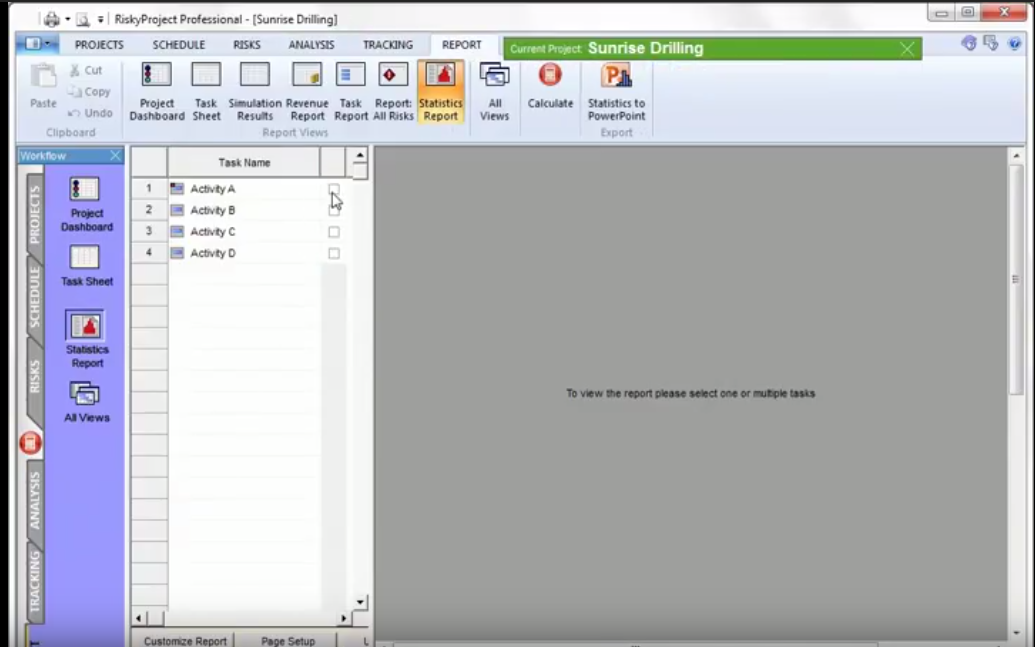 RiskyProject Professional - [Sunrise Drilling]
PROJECTS SCHEDULE RISKS ANALYSIS TRACKING REPORT
Current Project: Sunrise Drilling
Paste
Cut
Copy
Undo
Clipboard
Project Dashboard
Task Sheet
Simulation Results
Revenue Report
Task Report
Report: All Risks
Statistics Report
Report Views
All Views
Calculate
Statistics to PowerPoint
Export
Workflow
PROJECTS
SCHEDULE
RISKS
ANALYSIS
TRACKING
Project
Dashboard
Task Sheet
Statistics
Report
All Views
Task Name
1 Activity A
2 Activity B
3 Activity C
4 Activity D
Customize Report Page Setup
To view the report please select one or multiple tasks